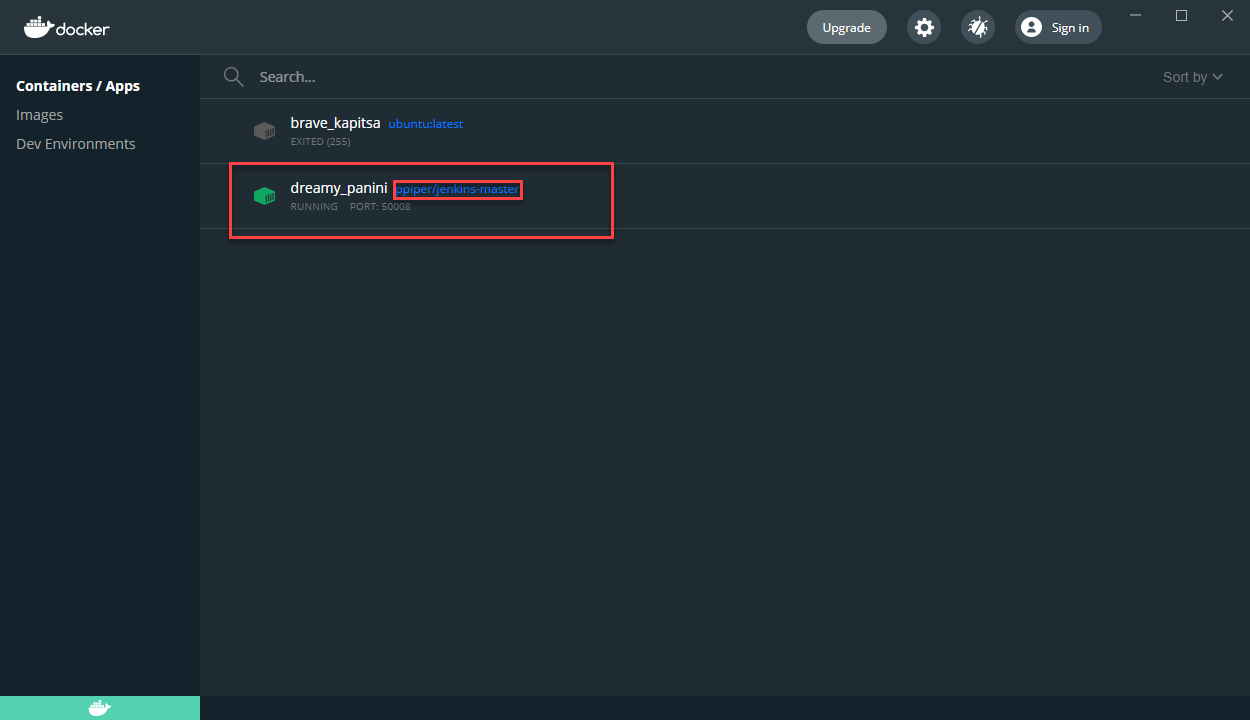 docker
Upgrade
Sign in
Containers / Apps
Images
Dev Environments
Search...
Sort by
brave_kapitsa ubuntu:latest
EXITED (255)
dreamy_panini ppiper/jenkins-master
RUNNING PORT: 50008